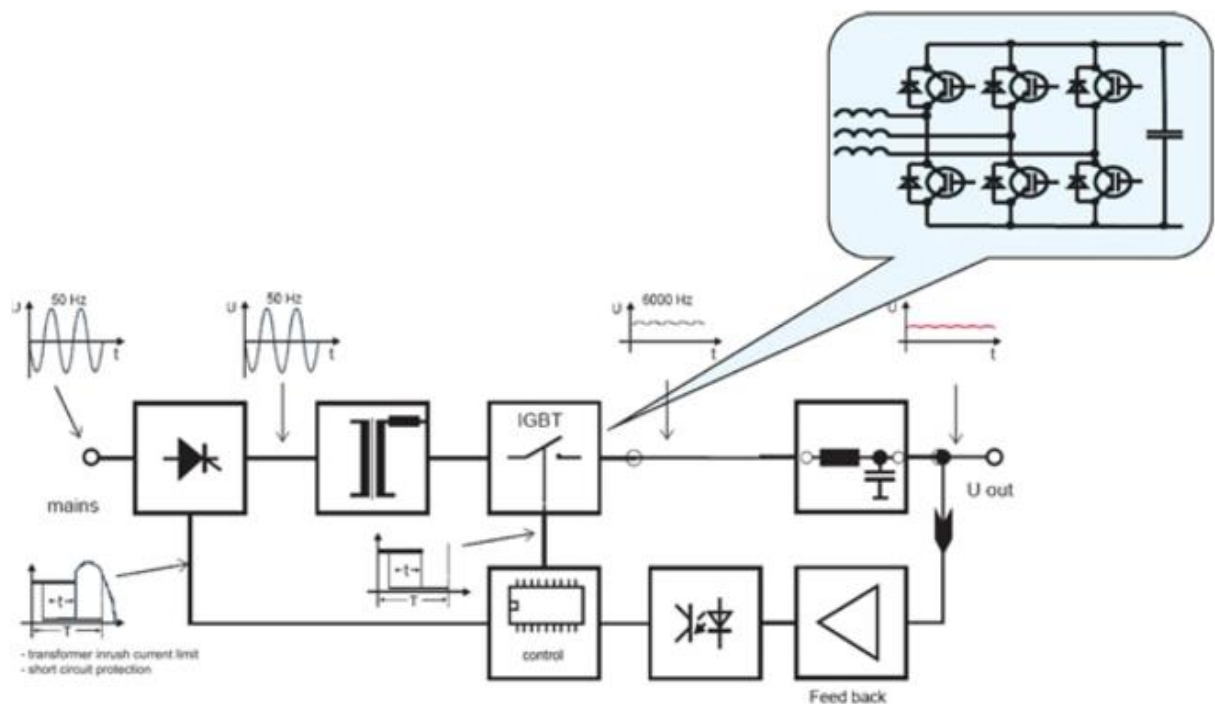 U
50 Hz
t
50 Hz
U
t
U
6000 Hz
t
U
t
mains
IGBT
U out
t
T
t
T
- transformer inrush current limit
- short circuit protection
control
Feed back